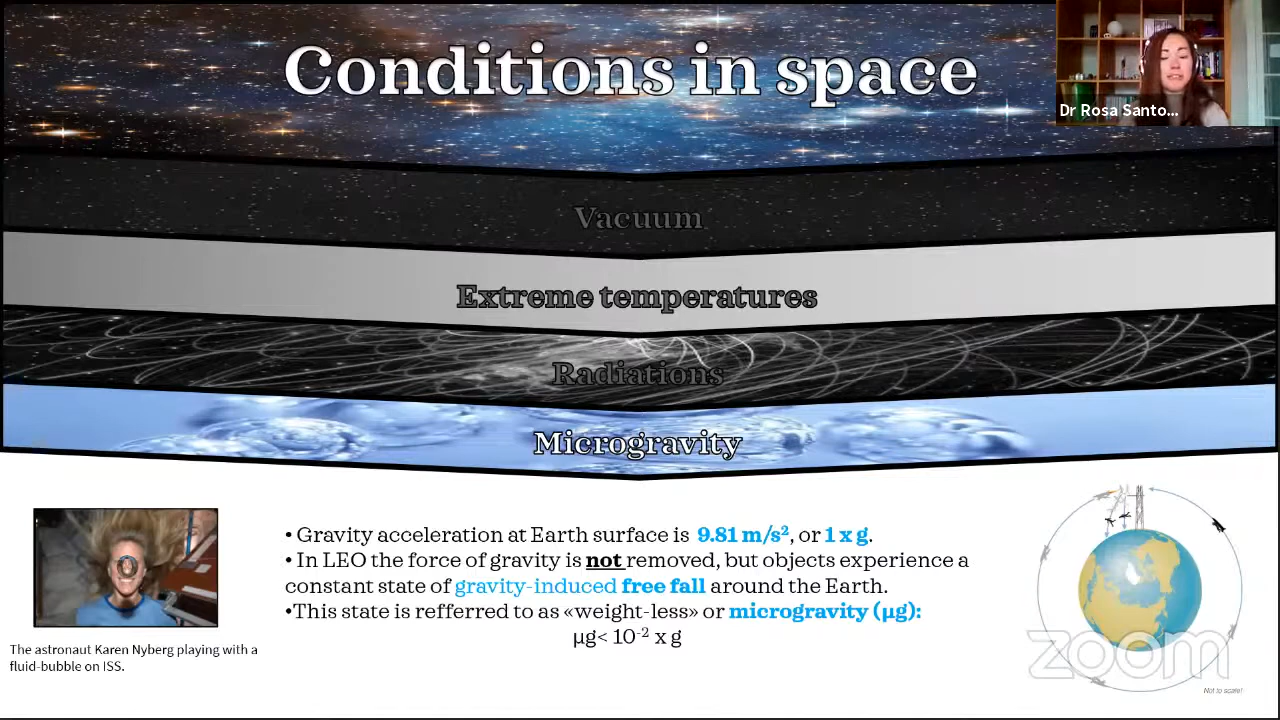 Conditions in space
Dr Rosa Santo...
Vacuum
Extreme temperatures
Radiations
Microgravity
• Gravity acceleration at Earth surface is 9.81 m/s², or 1 x g.
• In LEO the force of gravity is not removed, but objects experience a
constant state of gravity-induced free fall around the Earth.
•This state is refferred to as «weight-less» or microgravity (µg):
µg< 10⁻² x g
The astronaut Karen Nyberg playing with a
fluid-bubble on ISS.
zoom
Not to scale!